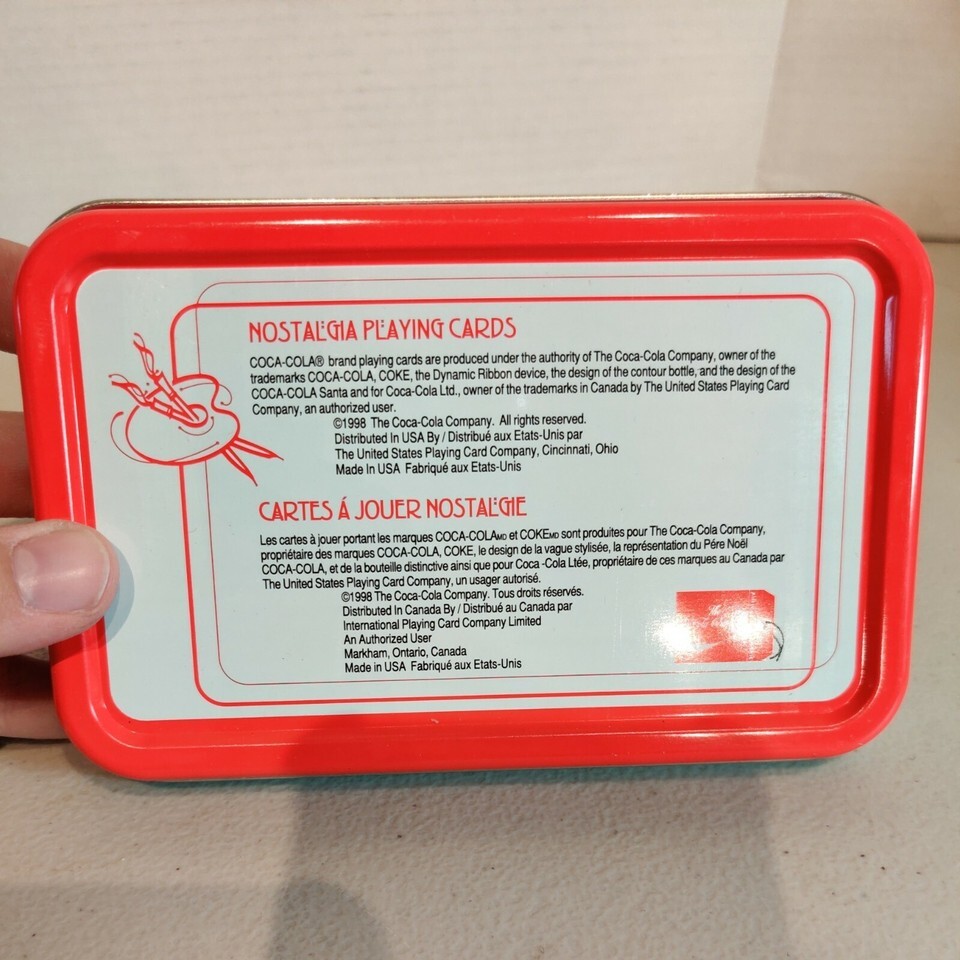 NOSTALGIA PLAYING CARDS
COCA-COLA® brand playing cards are produced under the authority of The Coca-Cola Company, owner of the
trademarks COCA-COLA, COKE, the Dynamic Ribbon device, the design of the contour bottle, and the design of the
COCA-COLA Santa and for Coca-Cola Ltd., owner of the trademarks in Canada by The United States Playing Card
Company, an authorized user.
©1998 The Coca-Cola Company. All rights reserved.
Distributed In USA By / Distribué aux Etats-Unis par
The United States Playing Card Company, Cincinnati, Ohio
Made In USA Fabriqué aux Etats-Unis
CARTES Á JOUER NOSTALGIE
Les cartes à jouer portant les marques COCA-COLAMD et COKEMD sont produites pour The Coca-Cola Company,
propriétaire des marques COCA-COLA, COKE, le design de la vague stylisée, la représentation du Pére Noël
COCA-COLA, et de la bouteille distinctive ainsi que pour Coca -Cola Ltée, propriétaire de ces marques au Canada par
The United States Playing Card Company, un usager autorisé.
©1998 The Coca-Cola Company. Tous droits réservés.
Distributed In Canada By / Distribué au Canada par
International Playing Card Company Limited
An Authorized User
Markham, Ontario, Canada
Made in USA Fabriqué aux Etats-Unis